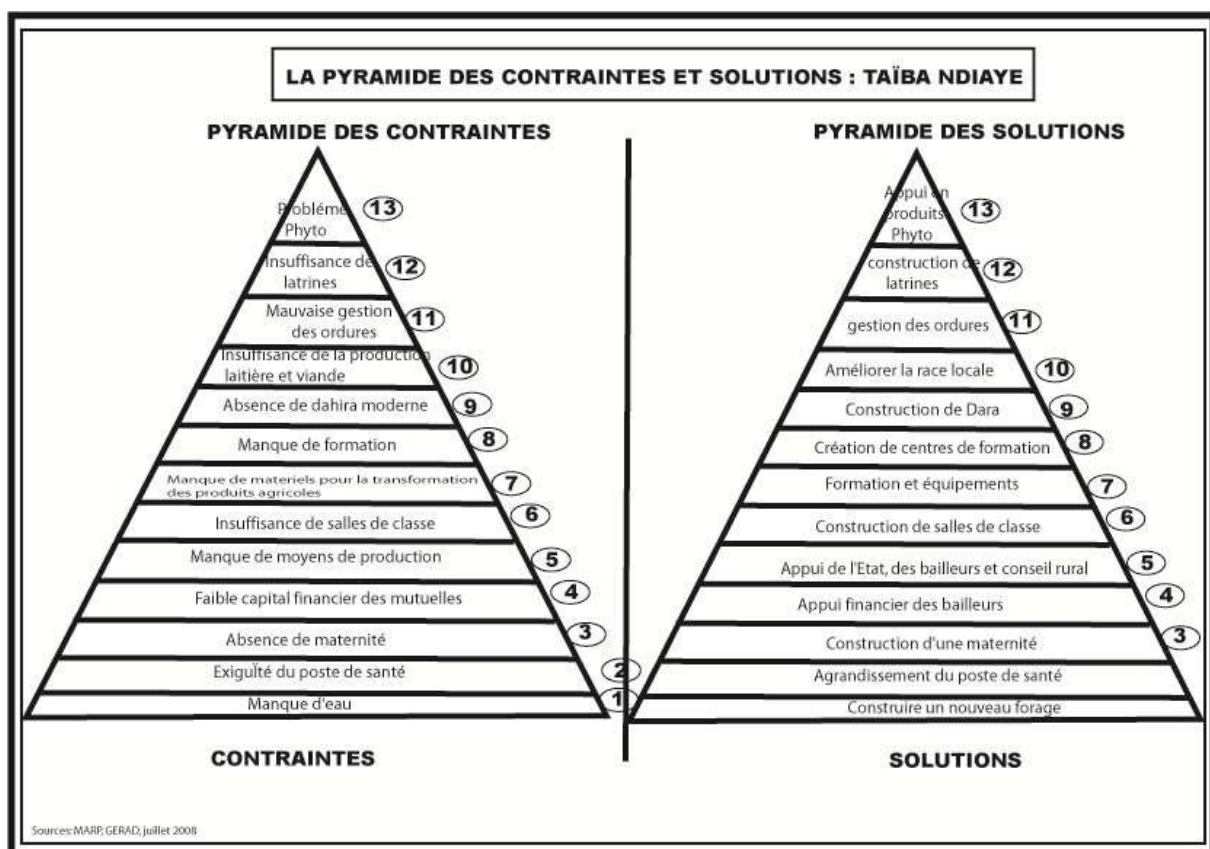 LA PYRAMIDE DES CONTRAINTES ET SOLUTIONS : TAÏBA NDIAYE
PYRAMIDE DES CONTRAINTES
Probléme
Phyto
13
Insuffisance de
latrines
12
Mauvaise gestion
des ordures
11
Insuffisance de la production
laitière et viande
10
Absence de dahira moderne
9
Manque de formation
8
Manque de materiels pour la transformation
des produits agricoles
7
Insuffisance de salles de classe
6
Manque de moyens de production
5
Faible capital financier des mutuelles
4
Absence de maternité
3
Exiguïté du poste de santé
2
Manque d'eau
1
CONTRAINTES
PYRAMIDE DES SOLUTIONS
Appui en
produits
Phyto
13
construction de
latrines
12
gestion des ordures
11
Améliorer la race locale
10
Construction de Dara
9
Création de centres de formation
8
Formation et équipements
7
Construction de salles de classe
6
Appui de l'Etat, des bailleurs et conseil rural
5
Appui financier des bailleurs
4
Construction d'une maternité
3
Agrandissement du poste de santé
Construire un nouveau forage
SOLUTIONS
Sources:MARP, GERAD, juillet 2008